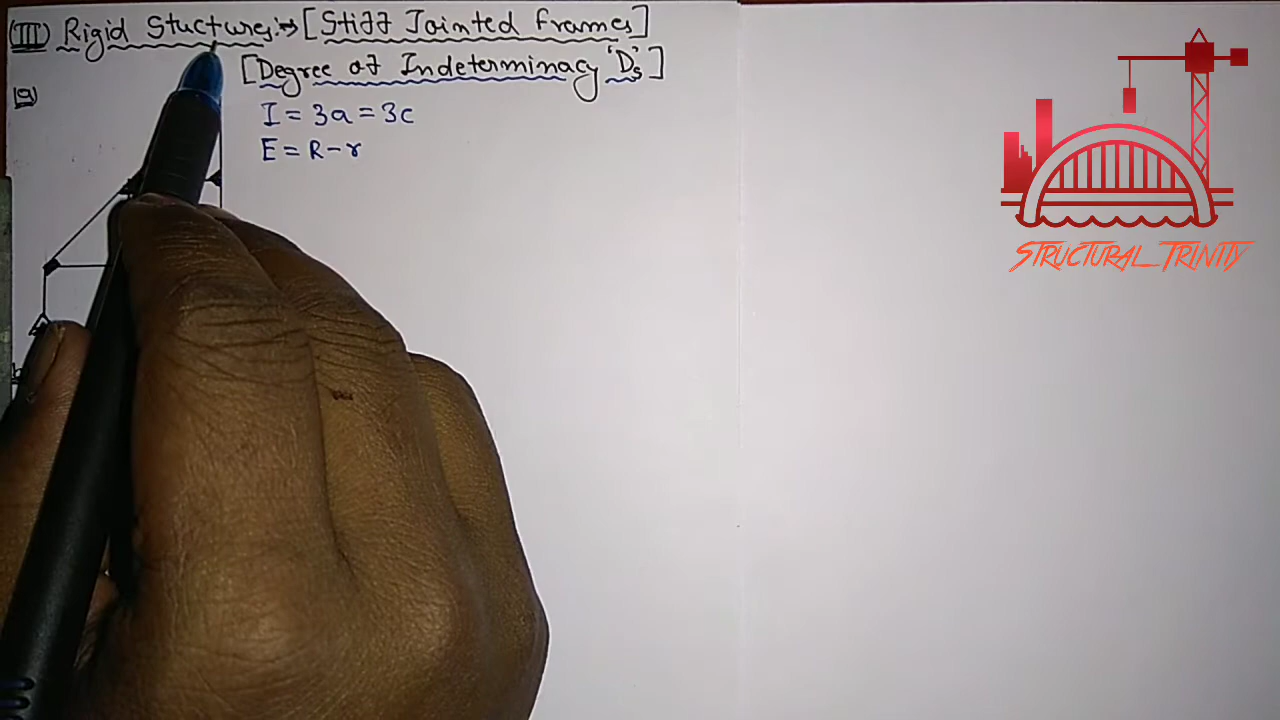 (III) Rigid Stuctures:→ [Stiff Jointed Frames]
[Degree of Indeterminacy 'Ds']
(a)
I = 3a = 3c
E = R-r
STRUCTURAL_TRINITY